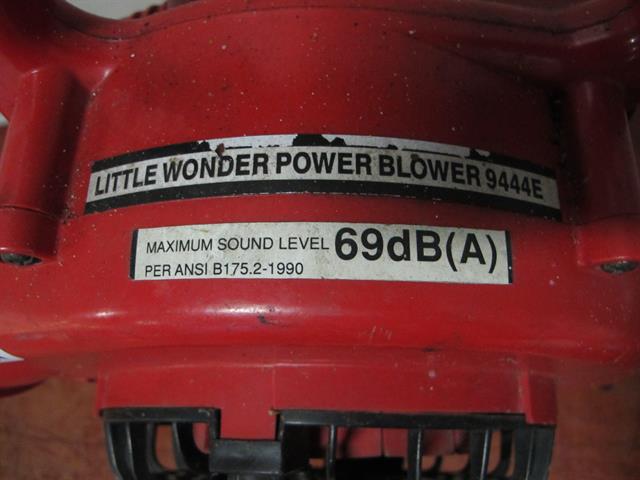 LITTLE WONDER POWER BLOWER 9444E
MAXIMUM SOUND LEVEL 69dB(A)
PER ANSI B175.2-1990